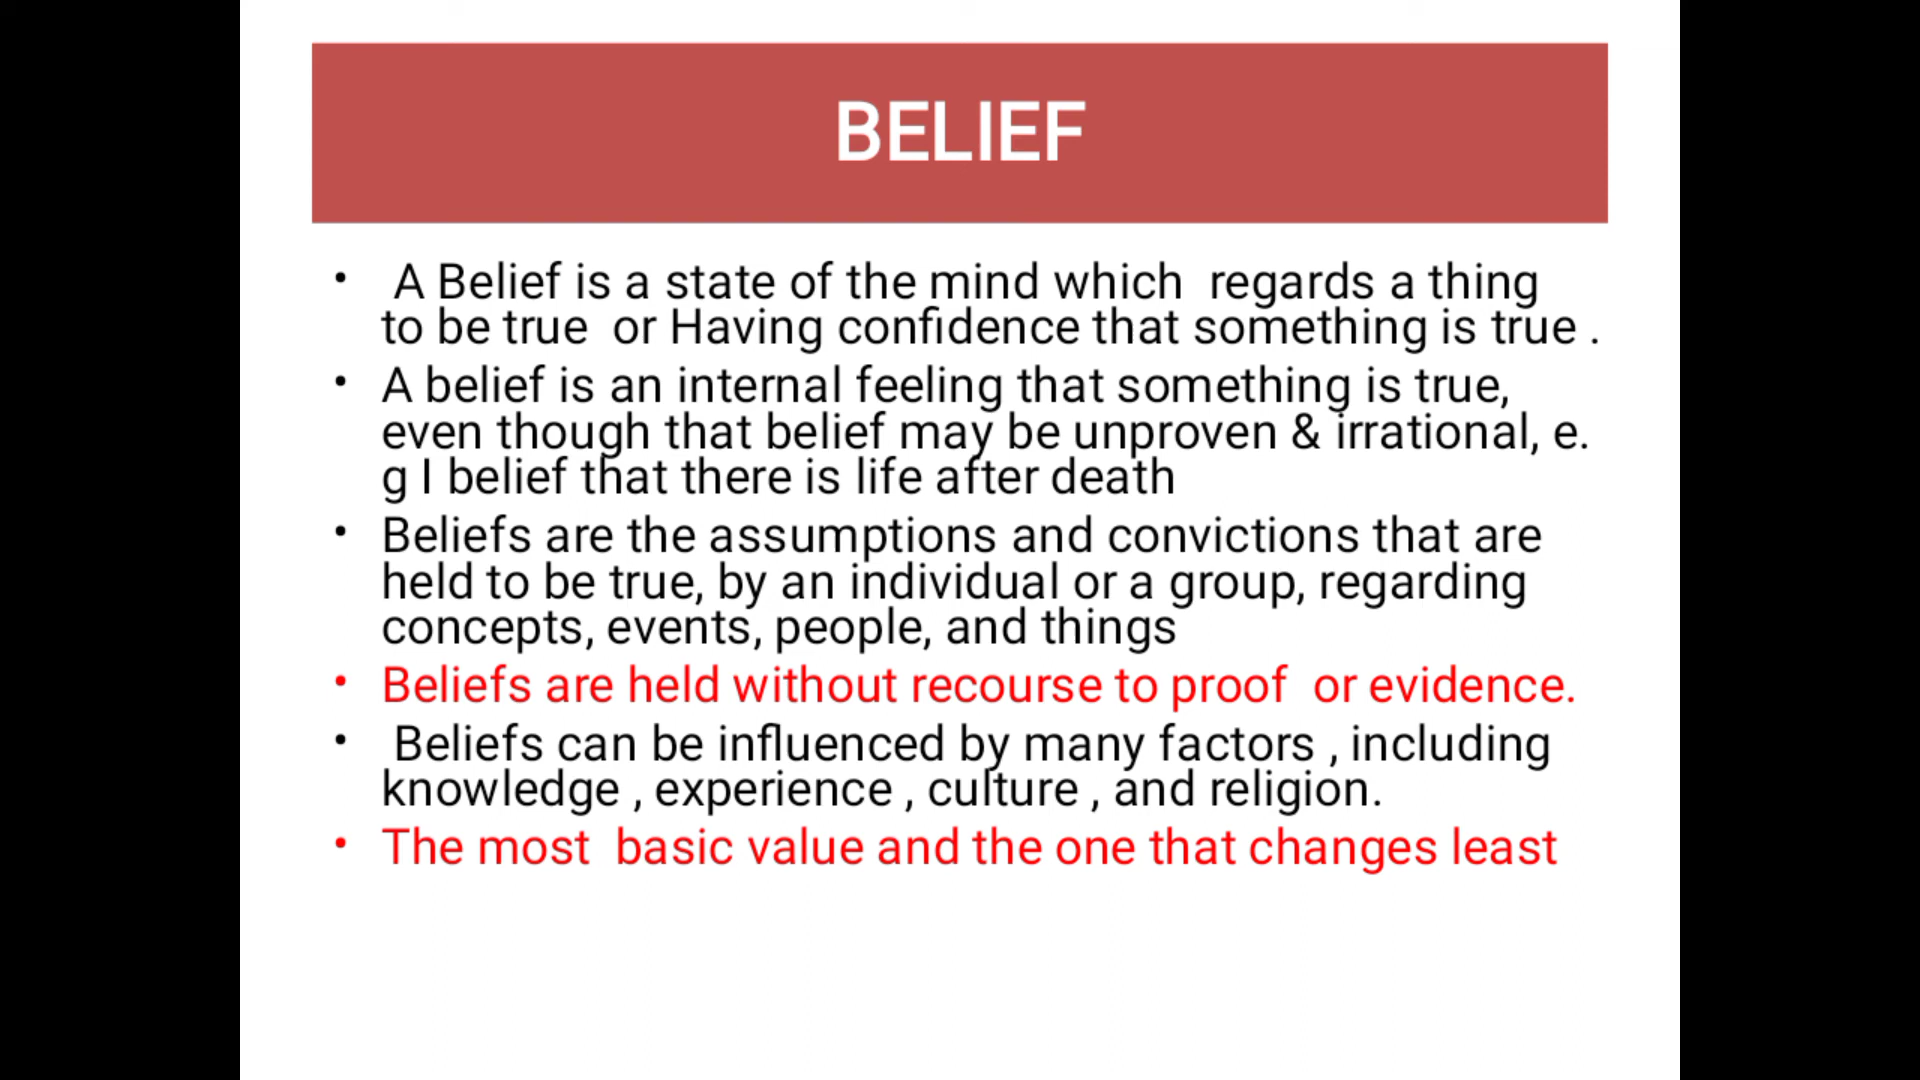 BELIEF
• A Belief is a state of the mind which regards a thing
to be true or Having confidence that something is true .
• A belief is an internal feeling that something is true,
even though that belief may be unproven & irrational, e.
g I belief that there is life after death
• Beliefs are the assumptions and convictions that are
held to be true, by an individual or a group, regarding
concepts, events, people, and things
• Beliefs are held without recourse to proof or evidence.
• Beliefs can be influenced by many factors , including
knowledge , experience , culture , and religion.
• The most basic value and the one that changes least